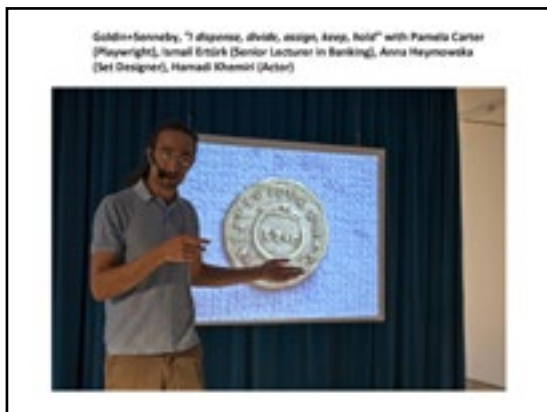 Goldin+Senneby, "I dispense, divide, assign, keep, hold" with Pamela Carter
(Playwright), Ismail Ertürk (Senior Lecturer in Banking), Anna Heymowska
(Set Designer), Hamadi Khemiri (Actor)